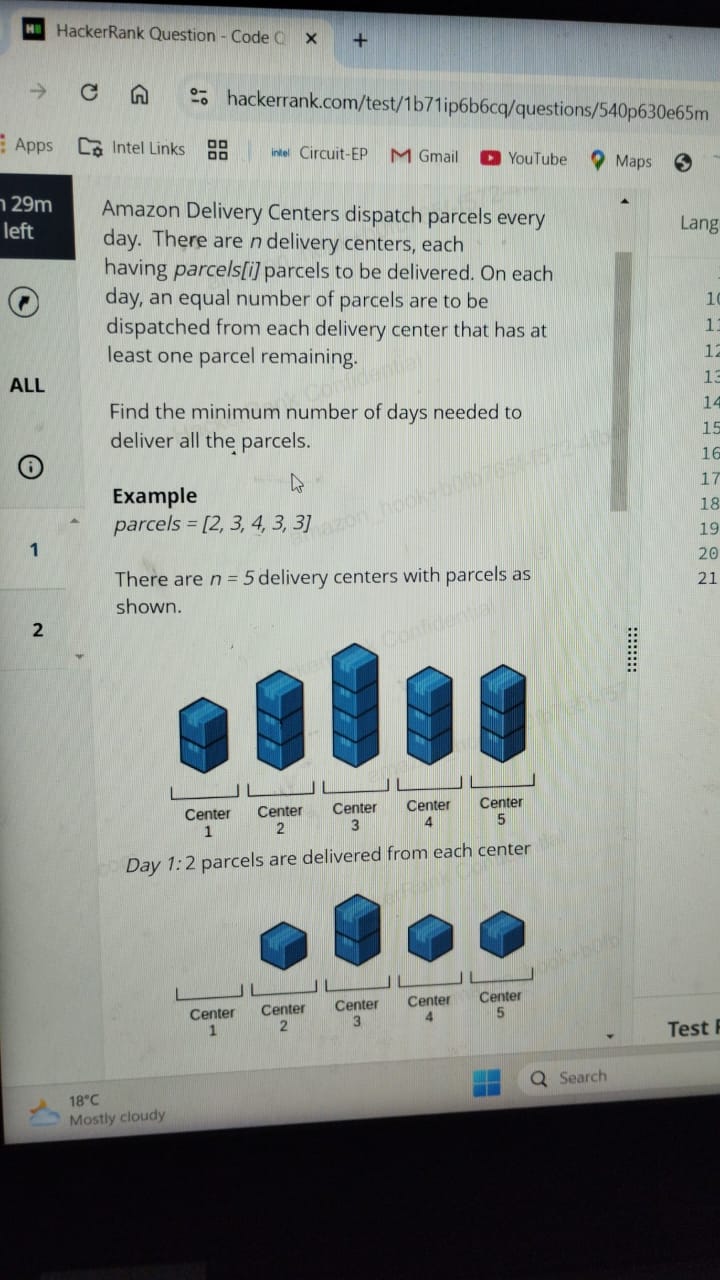 HackerRank Question - Code
hackerrank.com/test/1b71ip6b6cq/questions/540p630e65m
Apps
Intel Links
intel Circuit-EP
Gmail
YouTube
Maps
29m
left
ALL
1
2
Amazon Delivery Centers dispatch parcels every
day. There are n delivery centers, each
having parcels[i] parcels to be delivered. On each
day, an equal number of parcels are to be
dispatched from each delivery center that has at
least one parcel remaining.
Find the minimum number of days needed to
deliver all the parcels.
Example
parcels = [2, 3, 4, 3, 3]
There are n = 5 delivery centers with parcels as
shown.
Center 1
Center 2
Center 3
Center 4
Center 5
Day 1: 2 parcels are delivered from each center
Center 1
Center 2
Center 3
Center 4
Center 5
Lang
14
15
16
17
18
19
20
21
Test
18°C
Mostly cloudy
Search